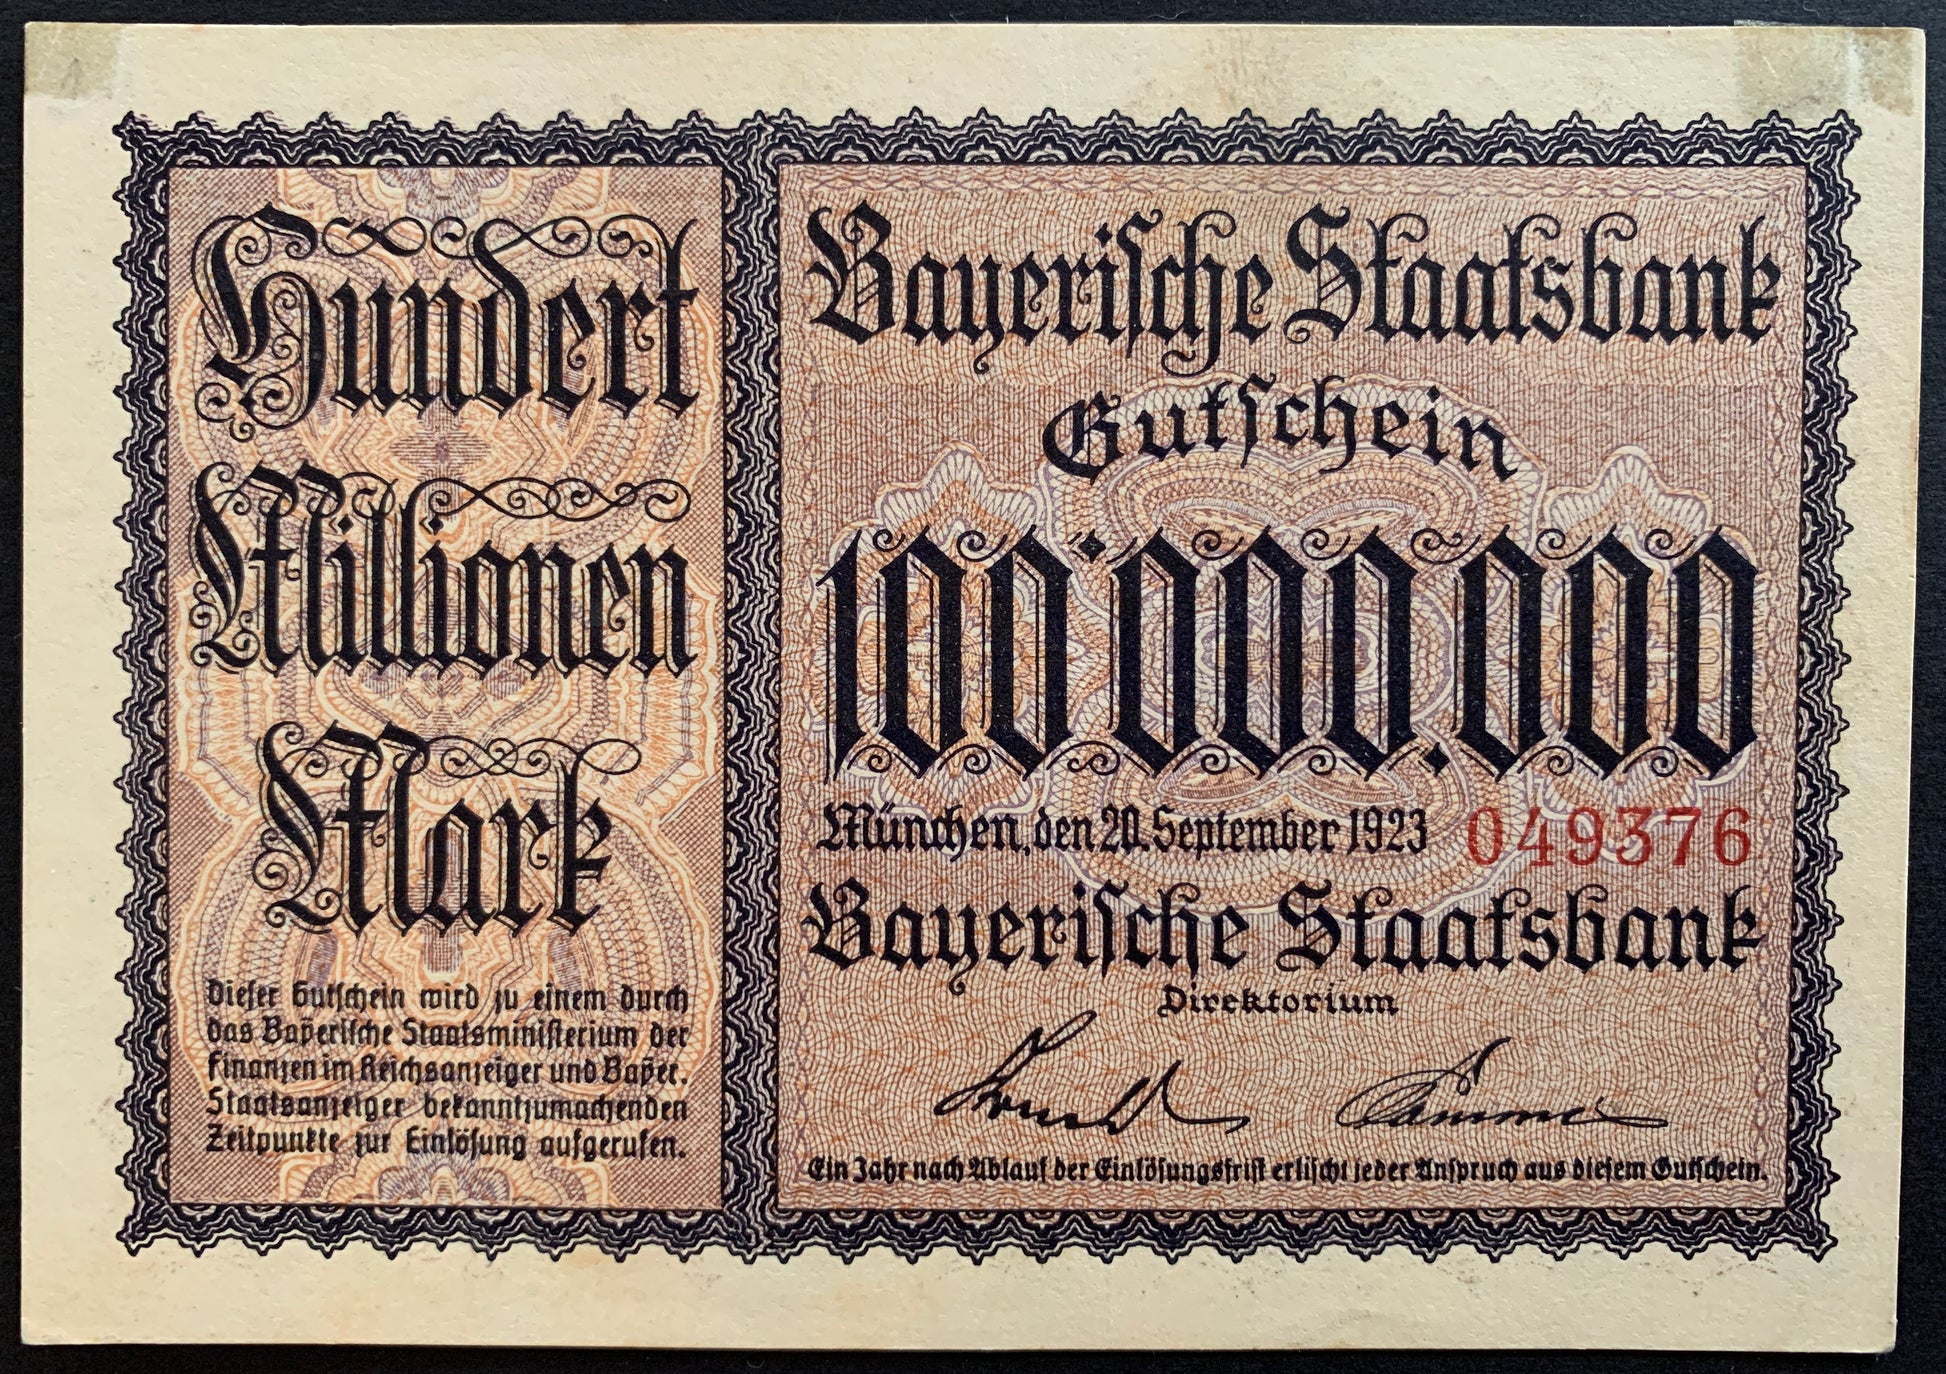 Hundert
Millionen
Mark
Dieser Gutschein wird zu einem durch
das Bayerische Staatsministerium der
Finanzen im Reichsanzeiger und Bayer.
Staatsanzeiger bekanntzumachenden
Zeitpunkte zur Einlösung aufgerufen.
Bayerische Staatsbank
Gutschein
100.000.000
München, den 20. September 1923 049376
Bayerische Staatsbank
Direktorium
Ein Jahr nach Ablauf der Einlösungsfrist erlischt jeder Anspruch aus diesem Gutschein.